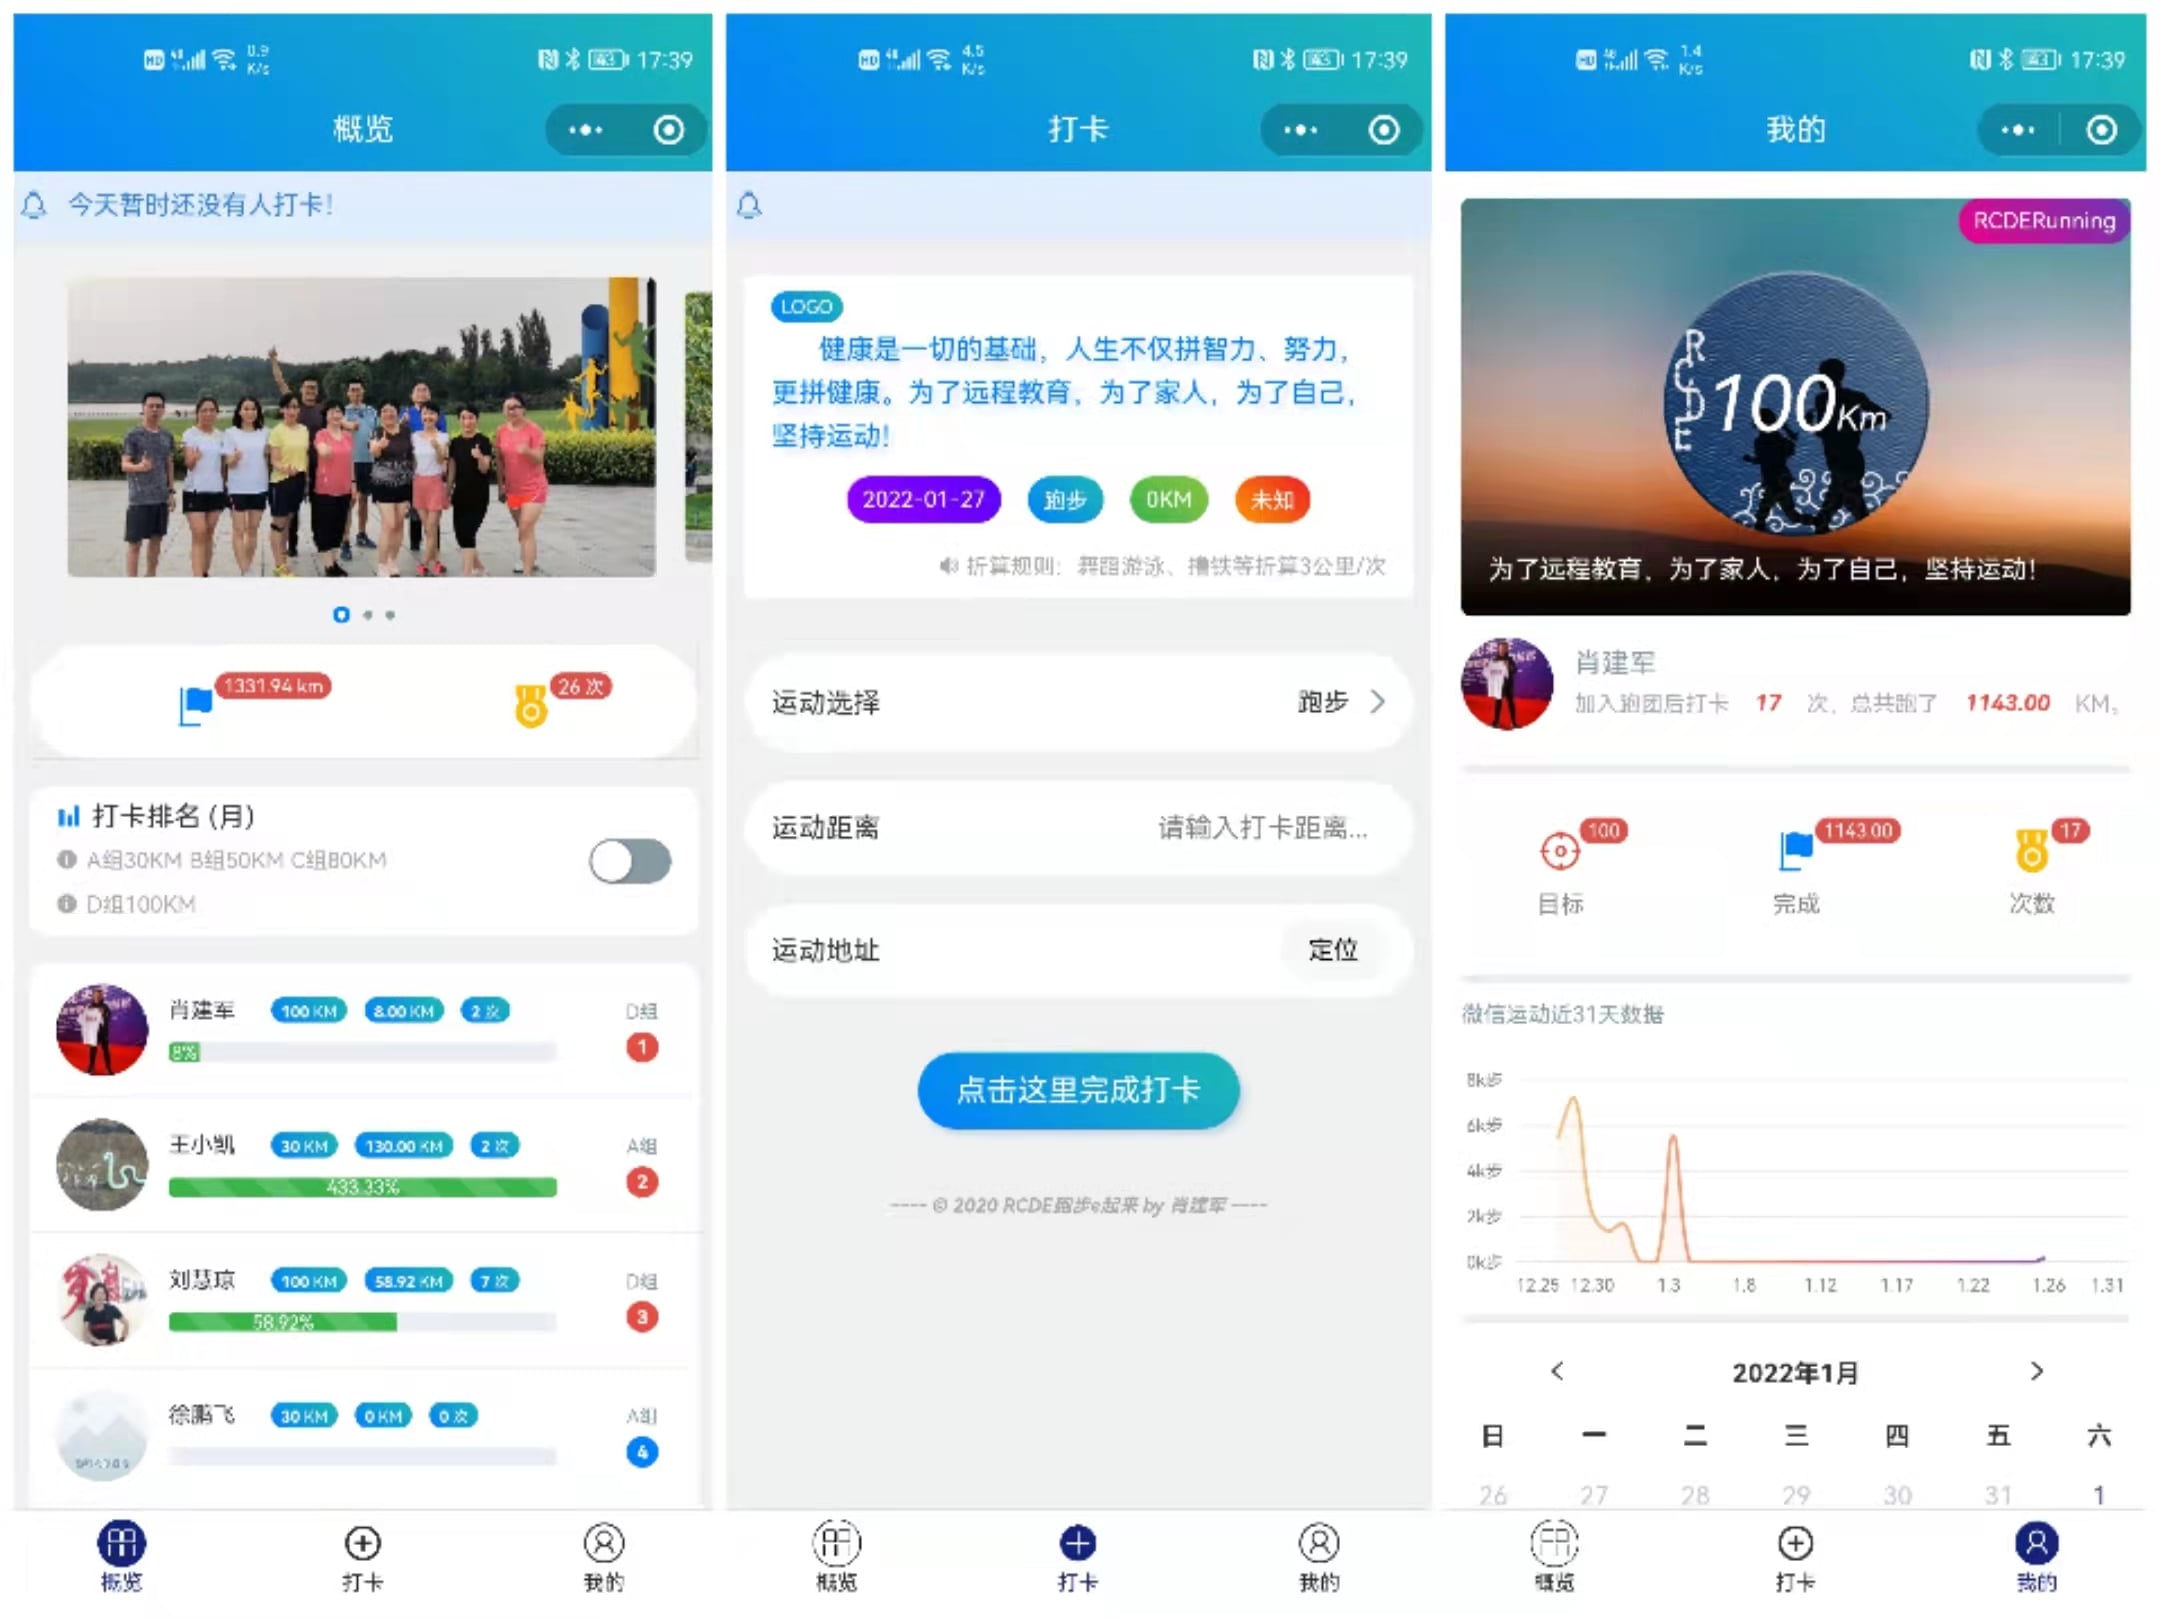 HD 0.9 K/s 43 17:39
概览
今天暂时还没有人打卡!
1331.94 km
26 次
打卡排名 (月)
A组30KM B组50KM C组80KM
D组100KM
肖建军 100 KM 8.00 KM 2 次 D组
8% 1
王小凯 30 KM 130.00 KM 2 次 A组
433.33% 2
刘慧琼 100 KM 58.92 KM 7 次 D组
58.92% 3
徐鹏飞 30 KM 0 KM 0 次 A组
4
概览 打卡 我的
HD 4.5 K/s 43 17:39
打卡
LOGO
健康是一切的基础，人生不仅拼智力、努力，
更拼健康。为了远程教育，为了家人，为了自己，
坚持运动!
2022-01-27 跑步 0KM 未知
折算规则：舞蹈游泳、撸铁等折算3公里/次
运动选择 跑步
运动距离 请输入打卡距离...
运动地址 定位
点击这里完成打卡
---- © 2020 RCDE跑步e起来 by 肖建军 ----
概览 打卡 我的
HD 1.4 K/s 43 17:39
我的
RCDERunning
RCDE 100Km
为了远程教育，为了家人，为了自己，坚持运动!
肖建军
加入跑团后打卡 17 次，总共跑了 1143.00 KM。
100 1143.00 17
目标 完成 次数
微信运动近31天数据
8k步
6k步
4k步
2k步
0k步
12.25 12.30 1.3 1.8 1.12 1.17 1.22 1.26 1.31
2022年1月
日 一 二 三 四 五 六
26 27 28 29 30 31 1
概览 打卡 我的